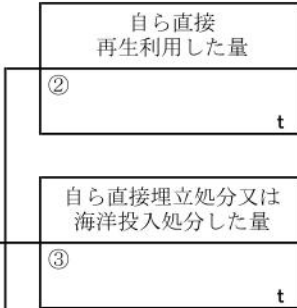 自ら直接
再生利用した量
②
t
自ら直接埋立処分又は
海洋投入処分した量
③
t